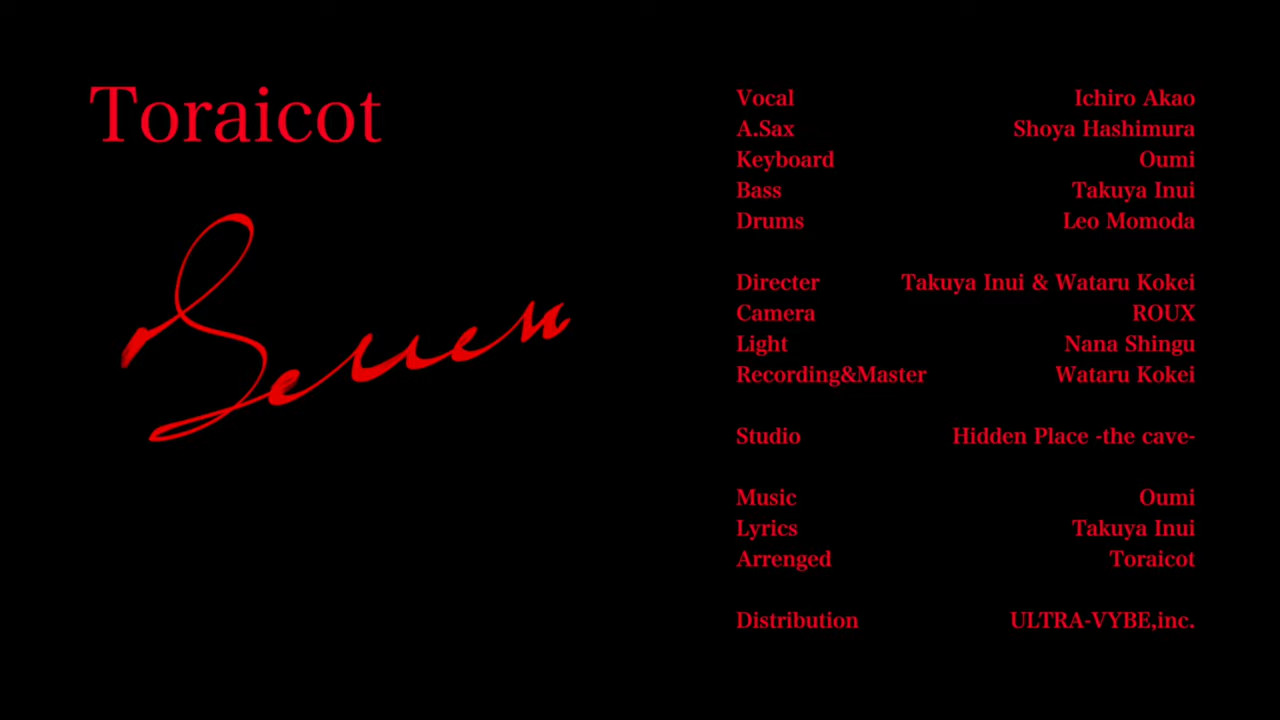 Toraicot
Vocal Ichiro Akao
A.Sax Shoya Hashimura
Keyboard Oumi
Bass Takuya Inui
Drums Leo Momoda
Directer Takuya Inui & Wataru Kokei
Camera ROUX
Light Nana Shingu
Recording&Master Wataru Kokei
Studio Hidden Place -the cave-
Music Oumi
Lyrics Takuya Inui
Arrenged Toraicot
Distribution ULTRA-VYBE,inc.